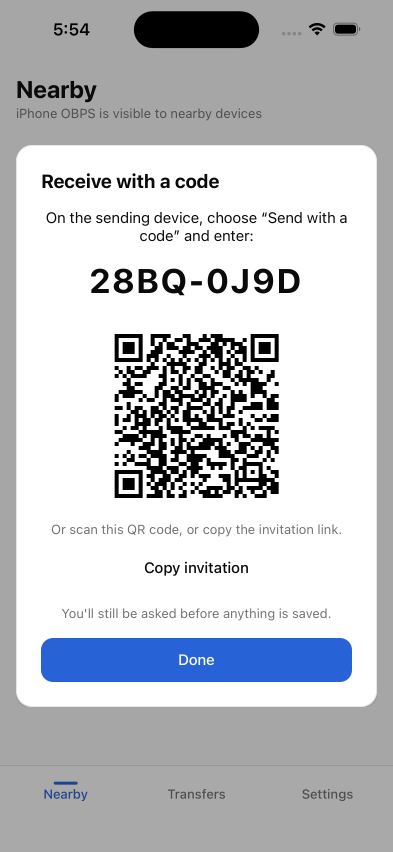 5:54
Nearby
iPhone OBPS is visible to nearby devices
Receive with a code
On the sending device, choose “Send with a
code” and enter:
28BQ-0J9D
Or scan this QR code, or copy the invitation link.
Copy invitation
You'll still be asked before anything is saved.
Done
Nearby
Transfers
Settings